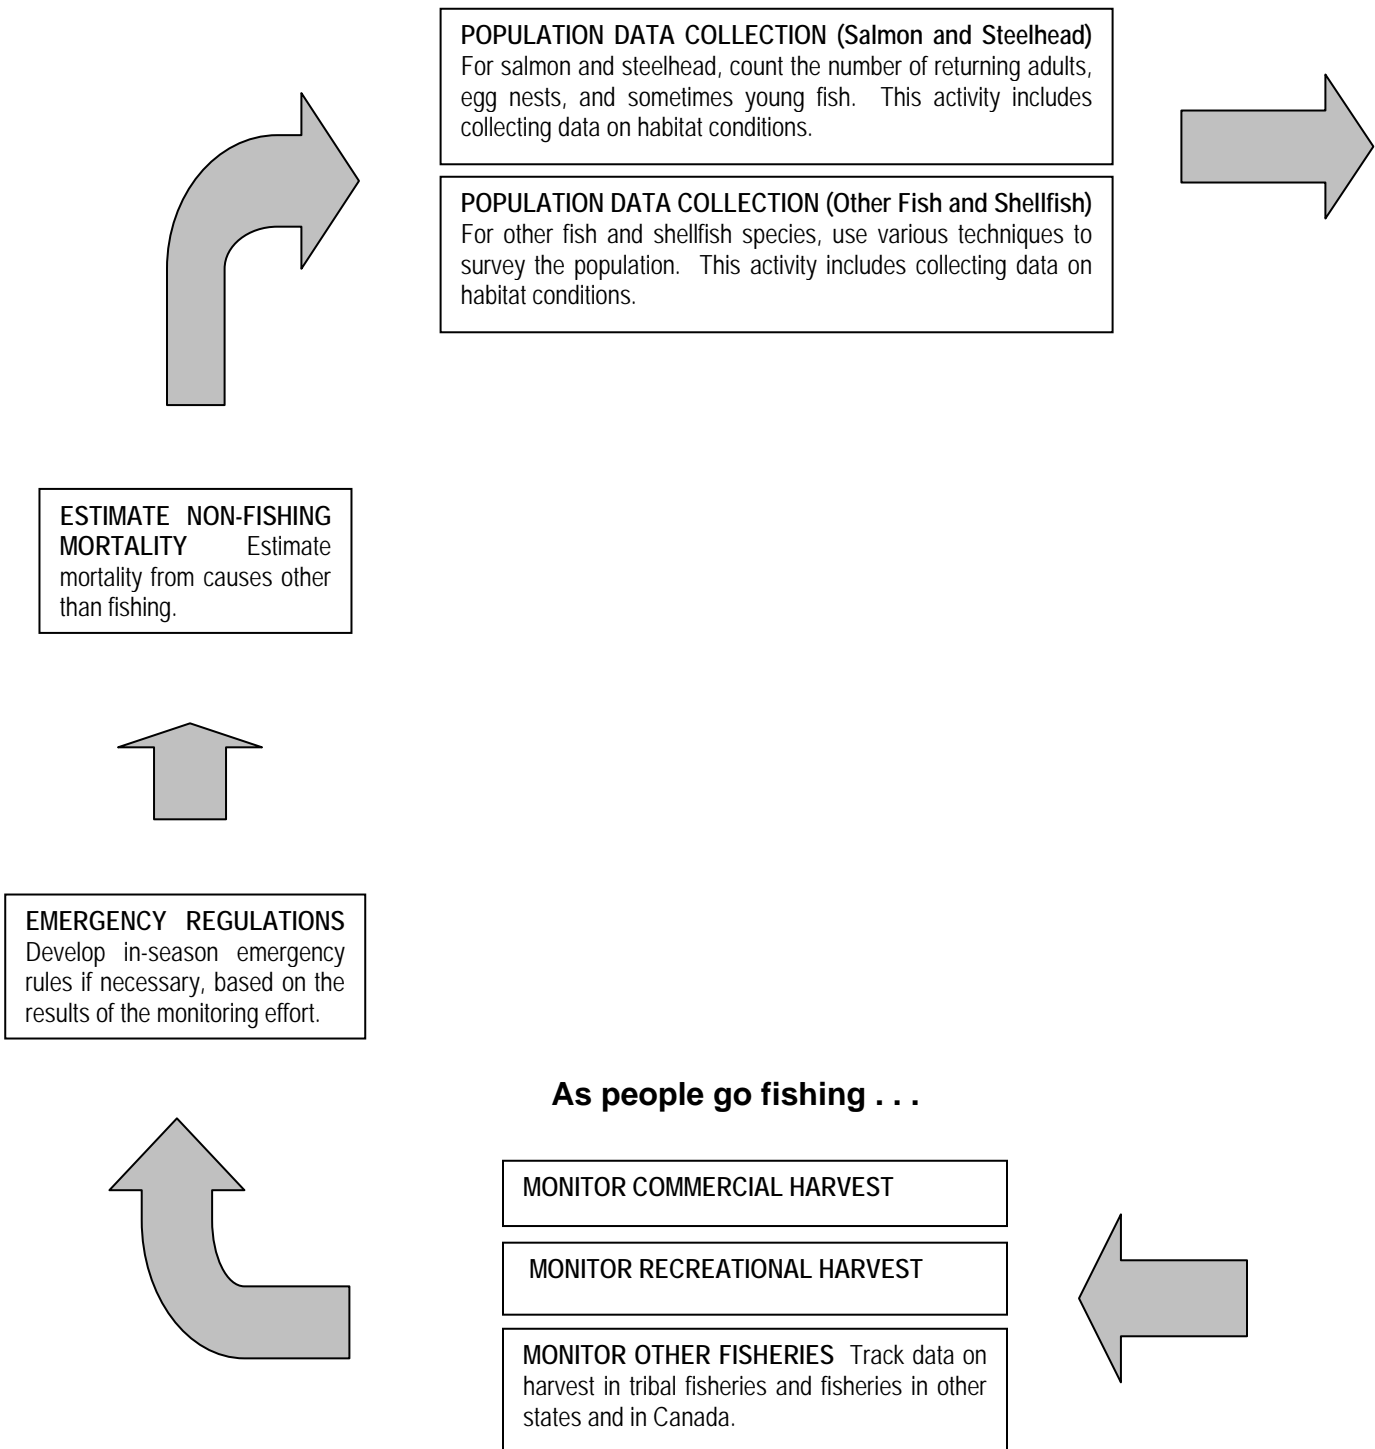 POPULATION DATA COLLECTION (Salmon and Steelhead)
For salmon and steelhead, count the number of returning adults,
egg nests, and sometimes young fish. This activity includes
collecting data on habitat conditions.
POPULATION DATA COLLECTION (Other Fish and Shellfish)
For other fish and shellfish species, use various techniques to
survey the population. This activity includes collecting data on
habitat conditions.
ESTIMATE NON-FISHING
MORTALITY Estimate
mortality from causes other
than fishing.
EMERGENCY REGULATIONS
Develop in-season emergency
rules if necessary, based on the
results of the monitoring effort.
As people go fishing . . .
MONITOR COMMERCIAL HARVEST
MONITOR RECREATIONAL HARVEST
MONITOR OTHER FISHERIES Track data on
harvest in tribal fisheries and fisheries in other
states and in Canada.